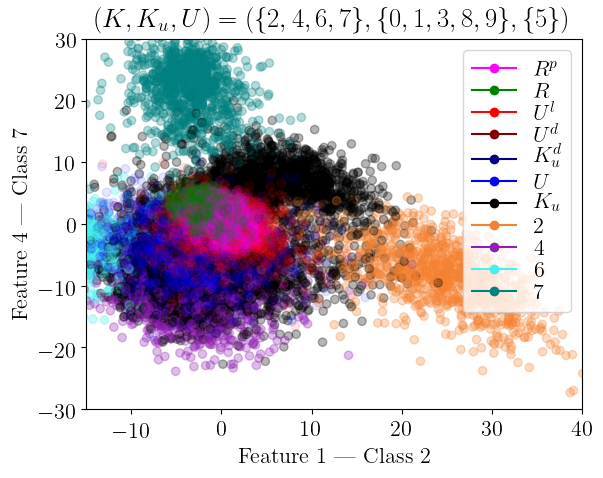 (K, K_u, U) = ({2, 4, 6, 7}, {0, 1, 3, 8, 9}, {5})
30
20
10
0
−10
−20
−30
Feature 4 — Class 7
R^p
R
U^l
U^d
K_u^d
U
K_u
2
4
6
7
−10
0
10
20
30
40
Feature 1 — Class 2